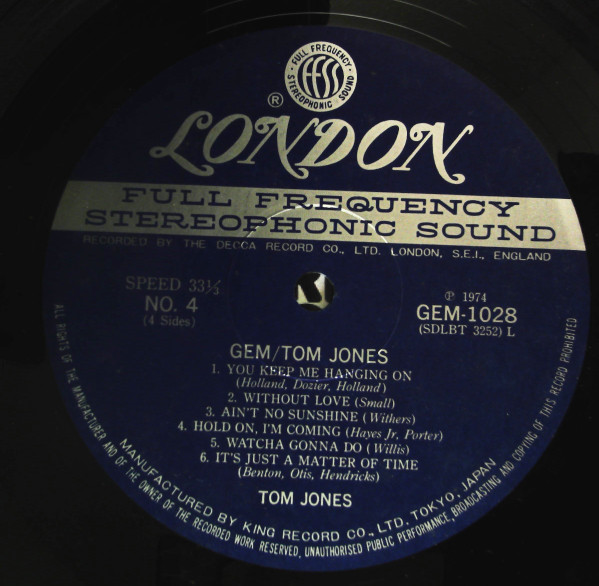 FULL FREQUENCY
ffss
STEREOPHONIC SOUND
®
LONDON
FULL FREQUENCY
STEREOPHONIC SOUND
RECORDED BY THE DECCA RECORD CO., LTD. LONDON, S.E.I., ENGLAND
SPEED 33⅓
NO. 4
(4 Sides)
℗ 1974
GEM-1028
(SDLBT 3252) L
GEM/TOM JONES
1. YOU KEEP ME HANGING ON
(Holland, Dozier, Holland)
2. WITHOUT LOVE (Small)
3. AIN'T NO SUNSHINE (Withers)
4. HOLD ON, I'M COMING (Hayes Jr, Porter)
5. WATCHA GONNA DO (Willis)
6. IT'S JUST A MATTER OF TIME
(Benton, Otis, Hendricks)
TOM JONES
MANUFACTURED BY KING RECORD CO., LTD. TOKYO, JAPAN
ALL RIGHTS OF THE MANUFACTURER AND OF THE OWNER OF THE RECORDED WORK RESERVED, UNAUTHORISED PUBLIC PERFORMANCE, BROADCASTING AND COPYING OF THIS RECORD PROHIBITED